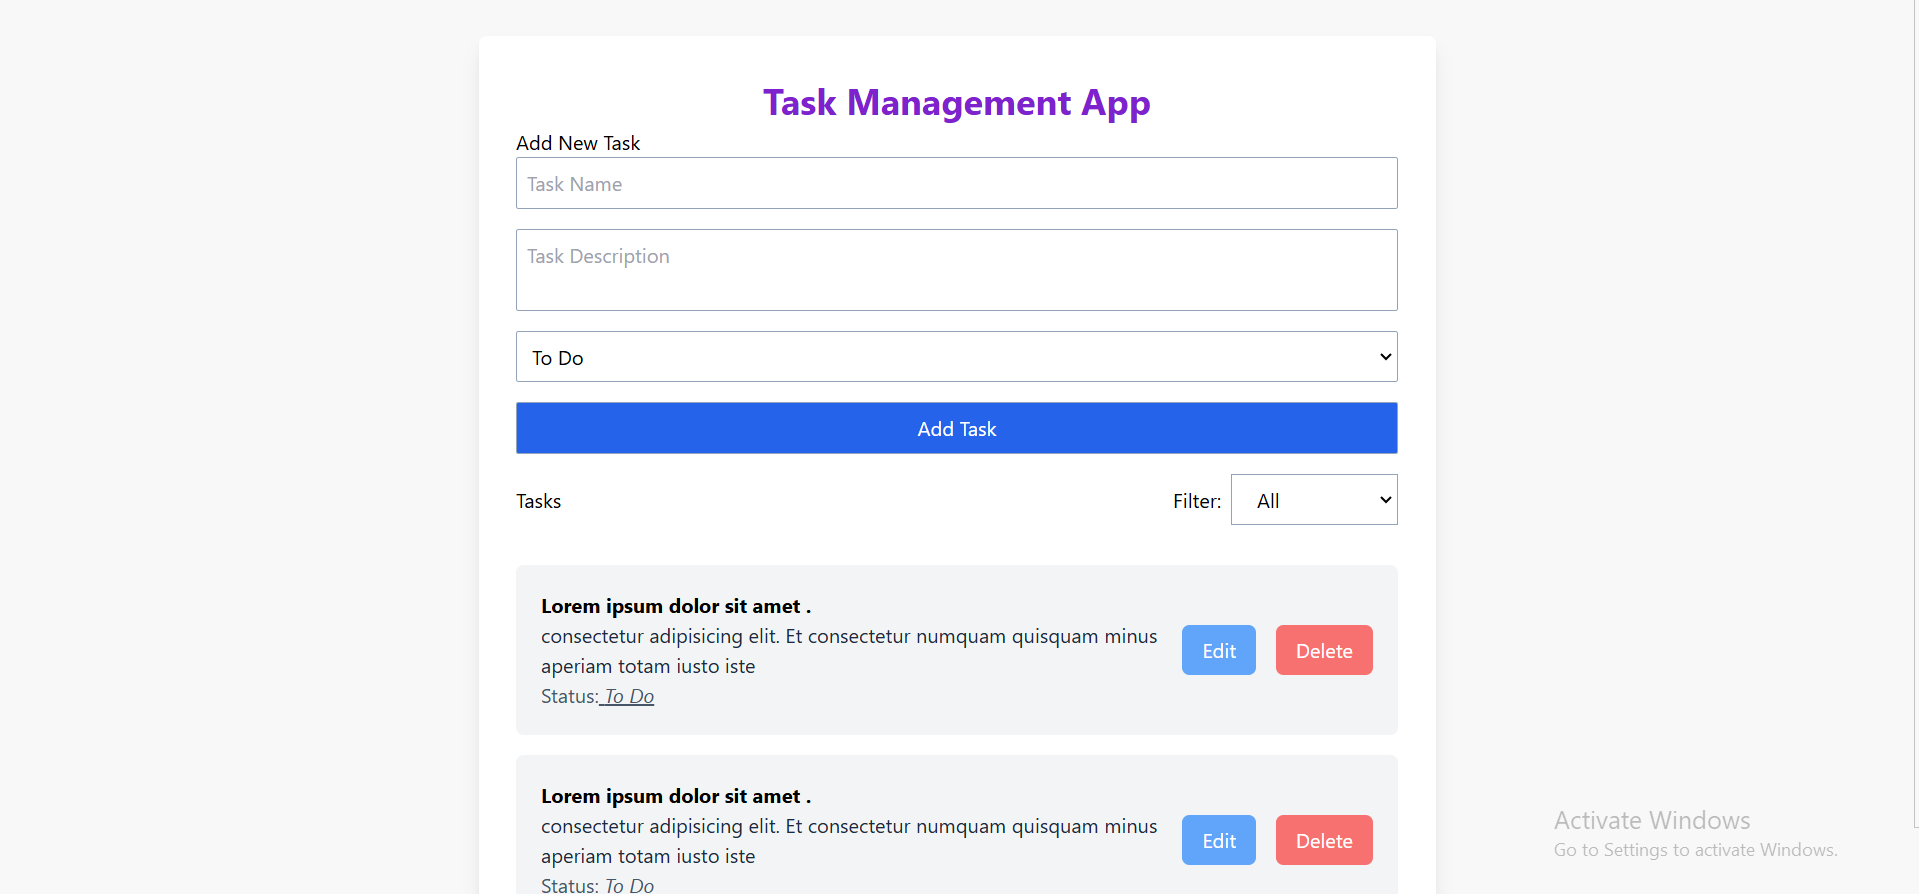 Task Management App
Add New Task
Task Name
Task Description
To Do
Add Task
Tasks
Filter:
All
Lorem ipsum dolor sit amet .
consectetur adipisicing elit. Et consectetur numquam quisquam minus
aperiam totam iusto iste
Status: To Do
Edit
Delete
Lorem ipsum dolor sit amet .
consectetur adipisicing elit. Et consectetur numquam quisquam minus
aperiam totam iusto iste
Status: To Do
Edit
Delete
Activate Windows
Go to Settings to activate Windows.